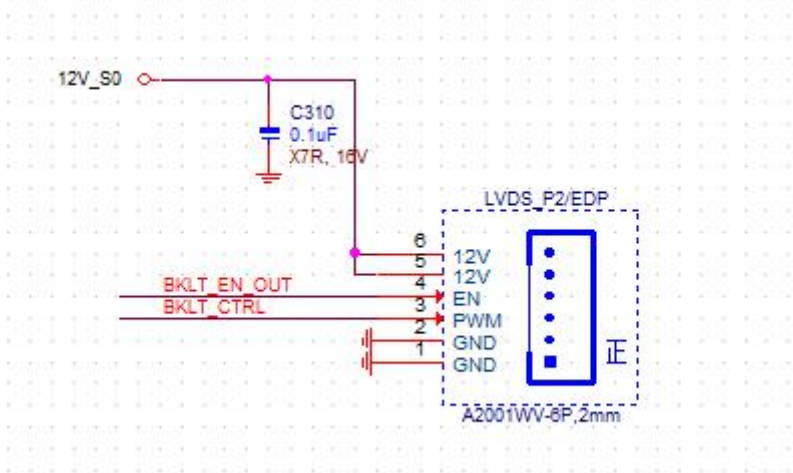 12V_S0
C310
0.1uF
X7R, 16V
LVDS_P2/EDP
6
12V
5
12V
BKLT_EN_OUT
4
EN
BKLT_CTRL
3
PWM
2
GND
1
GND
正
A2001WV-6P,2mm